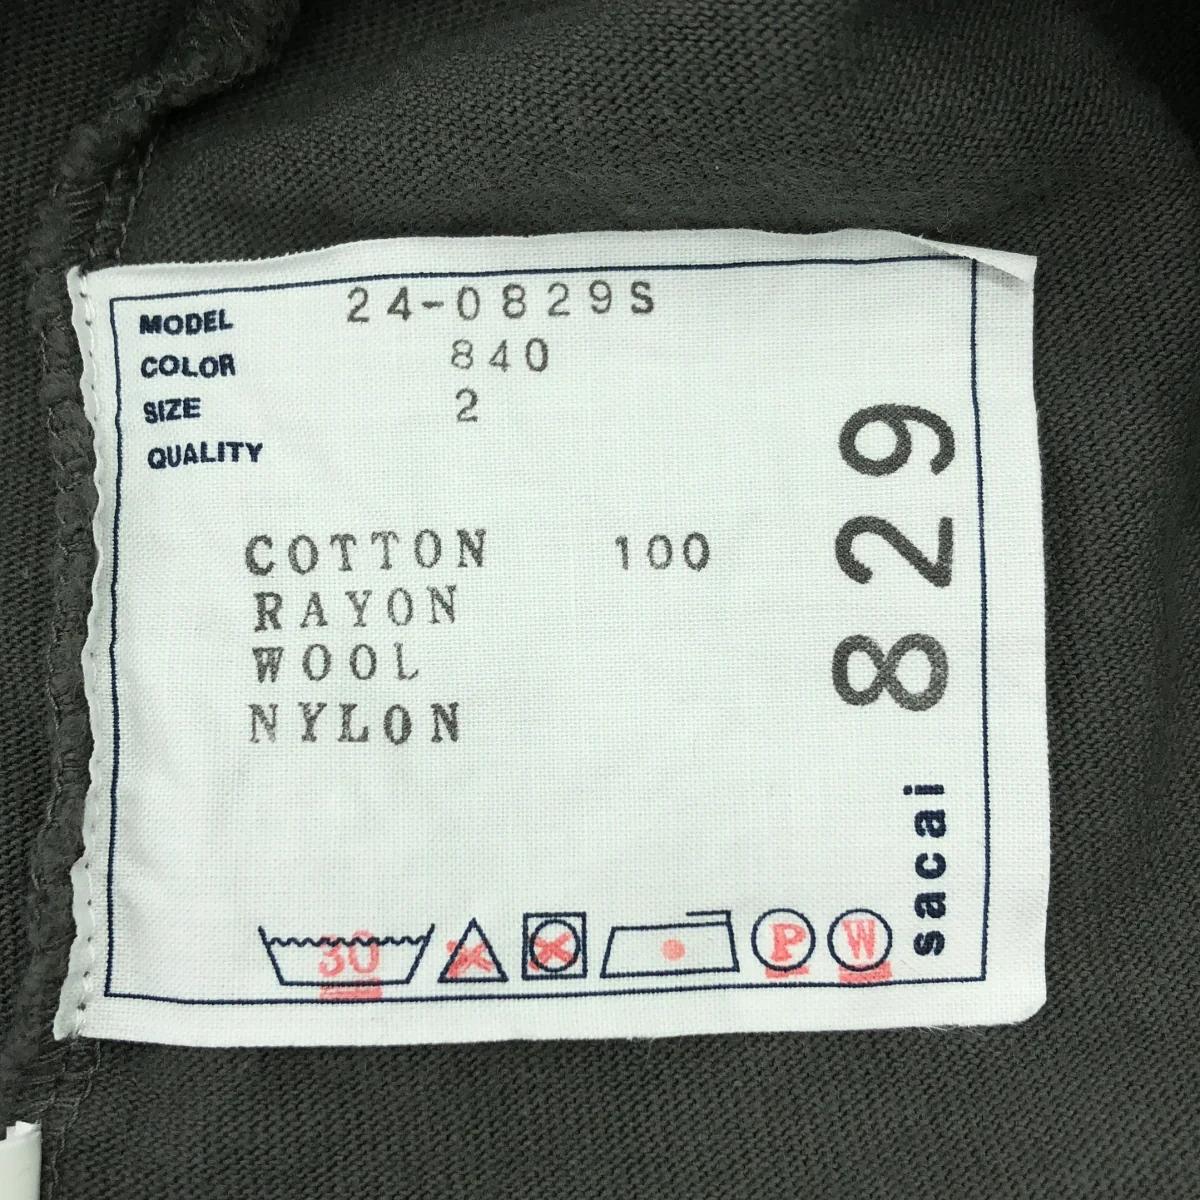 MODEL 24-0829S
COLOR 840
SIZE 2
QUALITY
COTTON 100
RAYON
WOOL
NYLON
829
sacai
30 P W